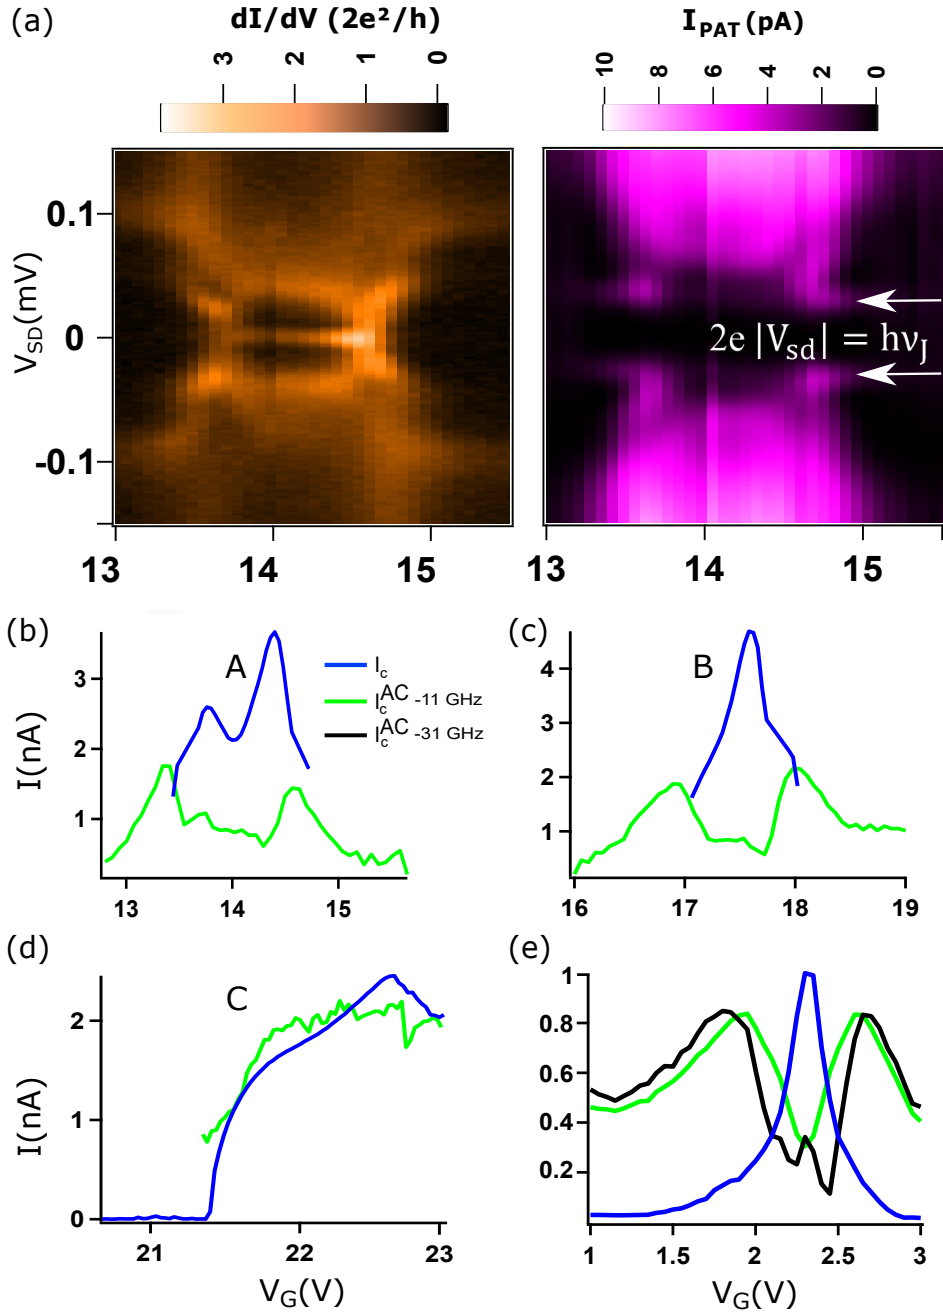 (a)
dI/dV (2e²/h)
3 2 1 0
I_PAT (pA)
10 8 6 4 2 0
V_SD (mV)
0.1
0
-0.1
13 14 15
2e |V_sd| = hν_J
13 14 15
(b)
A
I_c
I_c^AC -11 GHz
I_c^AC -31 GHz
I(nA)
3
2
1
13 14 15
(c)
B
6
4
2
1
16 17 18 19
(d)
C
I(nA)
2
1
0
21 22 23
V_G(V)
(e)
1
0.8
0.6
0.4
0.2
1 1.5 2 2.5 3
V_G(V)